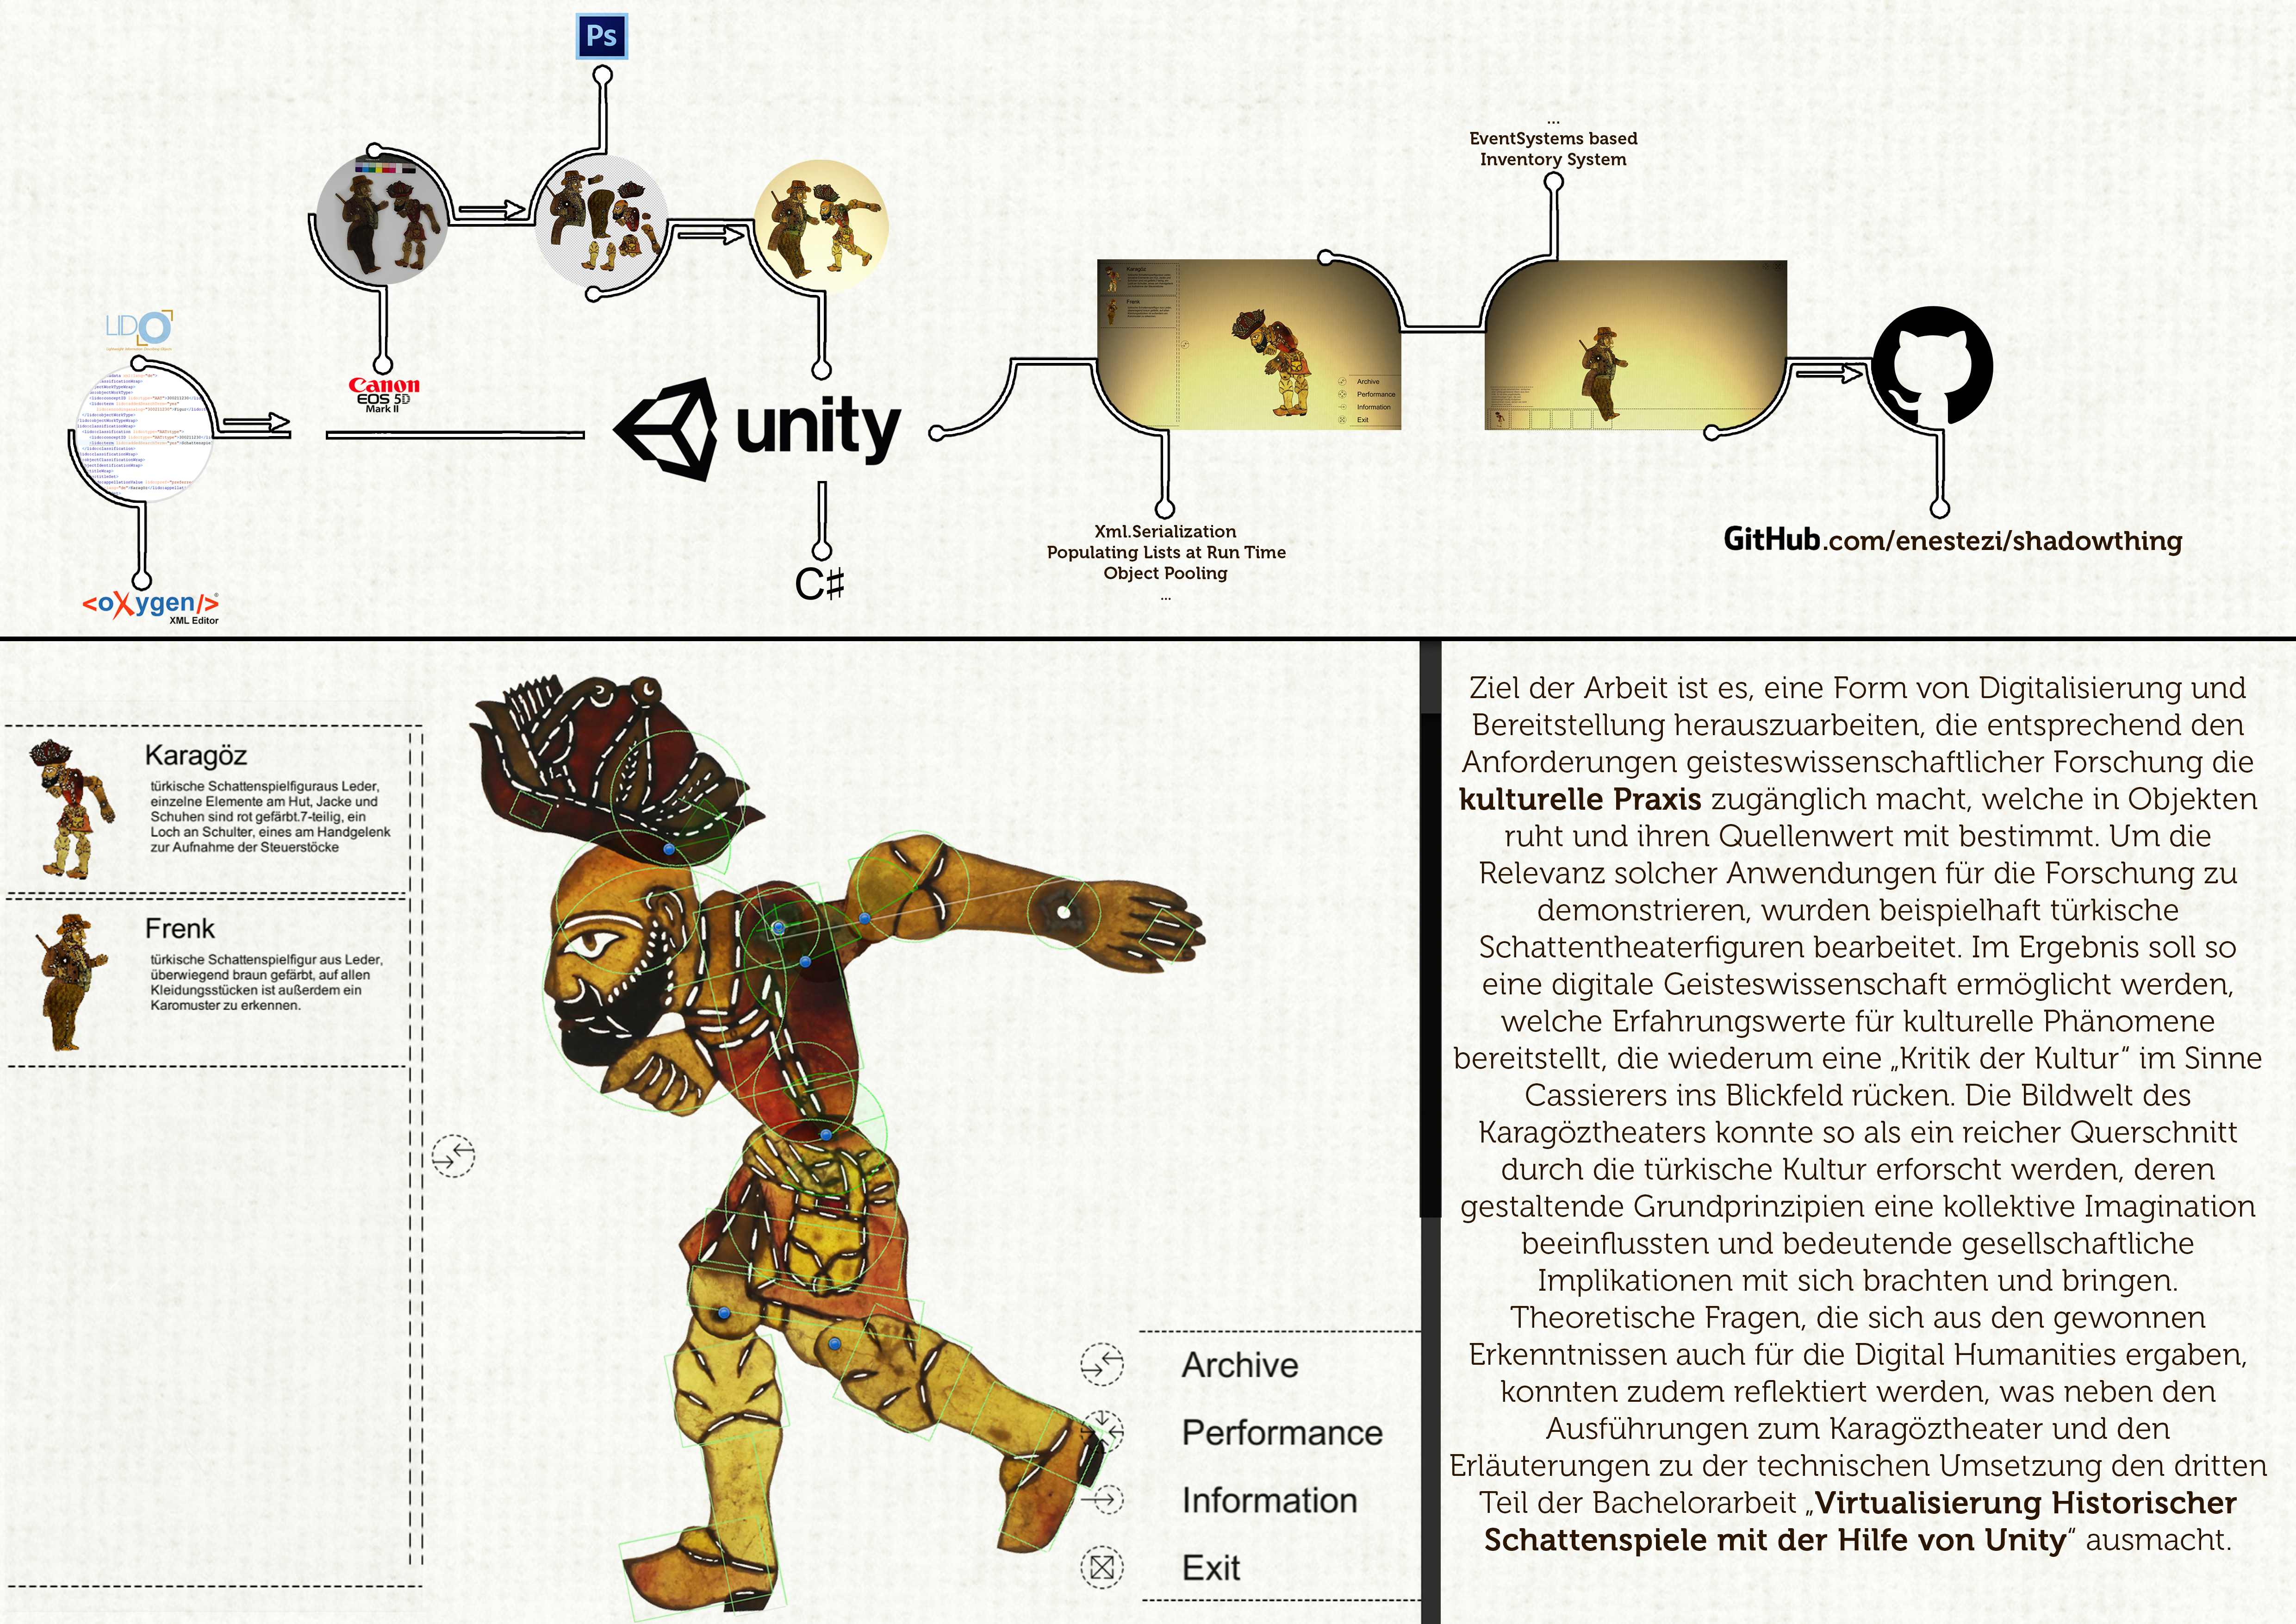 Ps
...
EventSystems based
Inventory System
LIDO
Canon
EOS 5D
Mark II
unity
C#
Karagöz
Frenk
Archive
Performance
Information
Exit
Xml.Serialization
Populating Lists at Run Time
Object Pooling
...
GitHub.com/enestezi/shadowthing
<oXygen/>
XML Editor
Karagöz
türkische Schattenspielfiguraus Leder,
einzelne Elemente am Hut, Jacke und
Schuhen sind rot gefärbt.7-teilig, ein
Loch an Schulter, eines am Handgelenk
zur Aufnahme der Steuerstöcke
Frenk
türkische Schattenspielfigur aus Leder,
überwiegend braun gefärbt, auf allen
Kleidungsstücken ist außerdem ein
Karomuster zu erkennen.
Archive
Performance
Information
Exit
Ziel der Arbeit ist es, eine Form von Digitalisierung und
Bereitstellung herauszuarbeiten, die entsprechend den
Anforderungen geisteswissenschaftlicher Forschung die
kulturelle Praxis zugänglich macht, welche in Objekten
ruht und ihren Quellenwert mit bestimmt. Um die
Relevanz solcher Anwendungen für die Forschung zu
demonstrieren, wurden beispielhaft türkische
Schattentheaterfiguren bearbeitet. Im Ergebnis soll so
eine digitale Geisteswissenschaft ermöglicht werden,
welche Erfahrungswerte für kulturelle Phänomene
bereitstellt, die wiederum eine „Kritik der Kultur“ im Sinne
Cassierers ins Blickfeld rücken. Die Bildwelt des
Karagöztheaters konnte so als ein reicher Querschnitt
durch die türkische Kultur erforscht werden, deren
gestaltende Grundprinzipien eine kollektive Imagination
beeinflussten und bedeutende gesellschaftliche
Implikationen mit sich brachten und bringen.
Theoretische Fragen, die sich aus den gewonnen
Erkenntnissen auch für die Digital Humanities ergaben,
konnten zudem reflektiert werden, was neben den
Ausführungen zum Karagöztheater und den
Erläuterungen zu der technischen Umsetzung den dritten
Teil der Bachelorarbeit „Virtualisierung Historischer
Schattenspiele mit der Hilfe von Unity“ ausmacht.